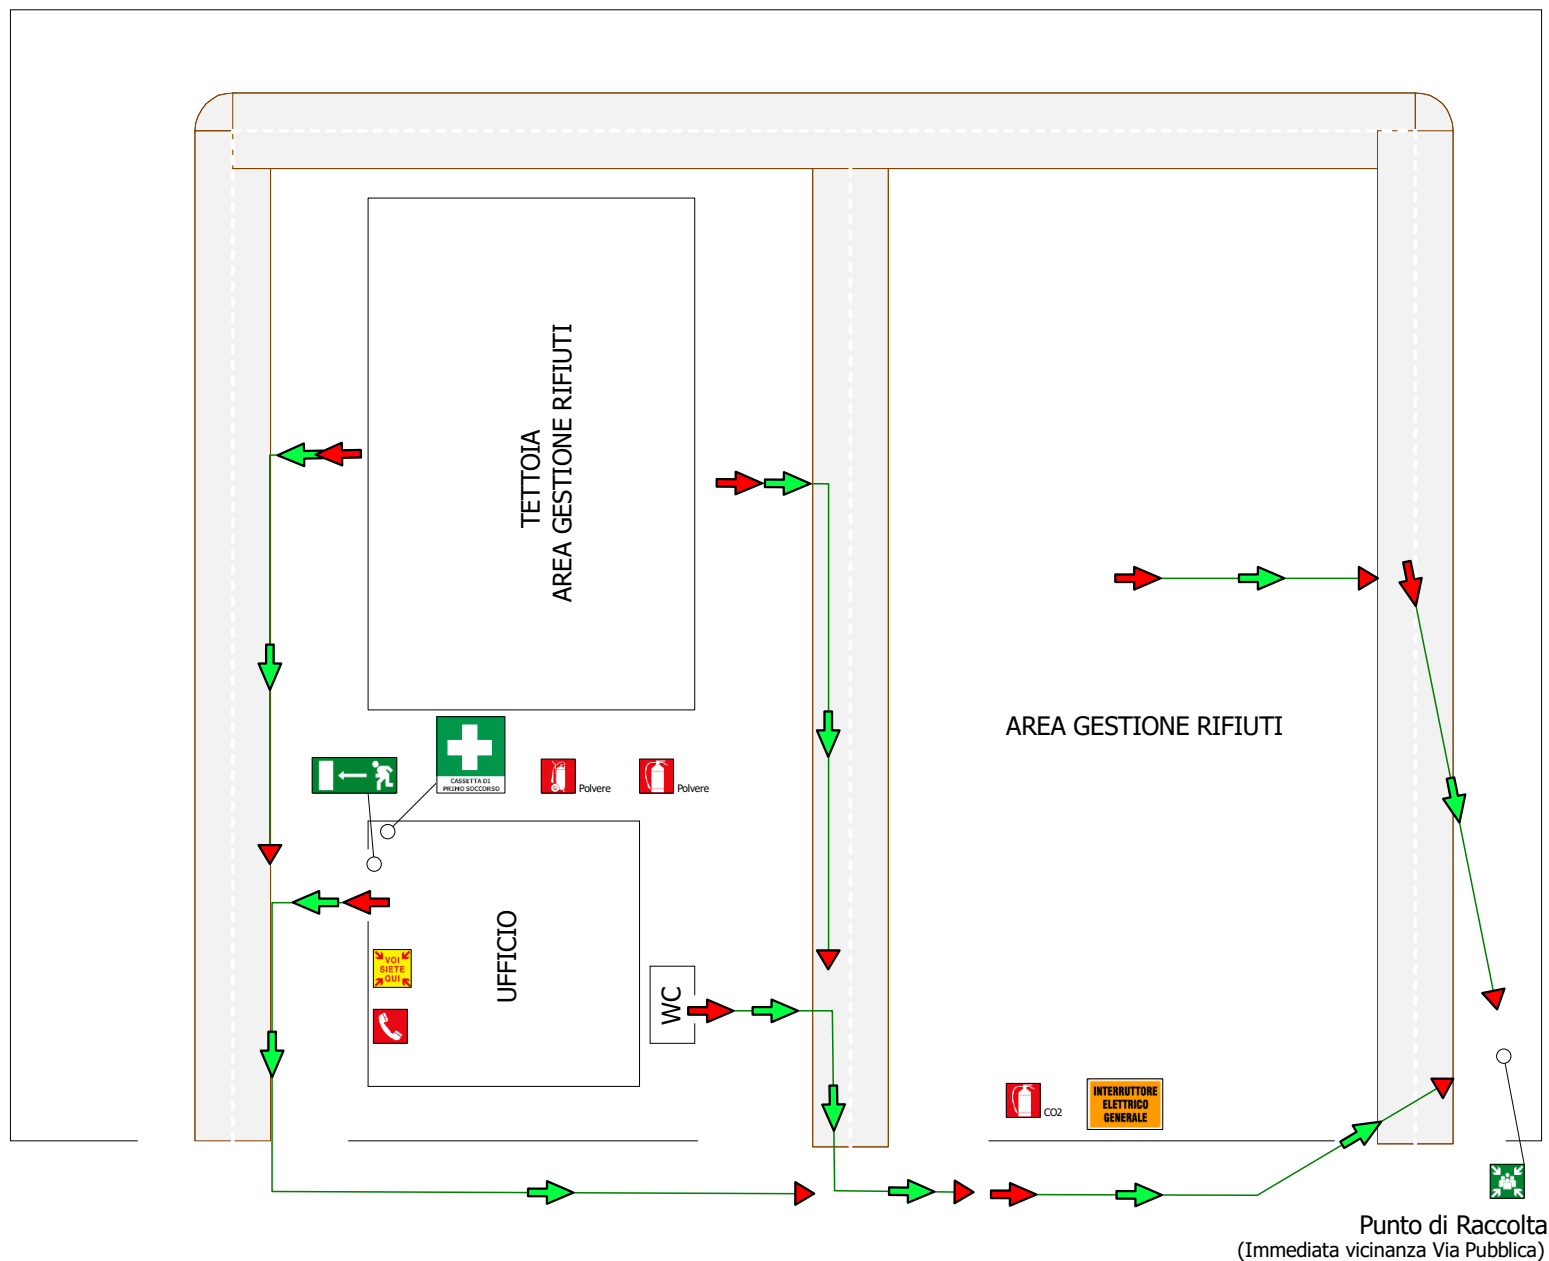 TETTOIA
AREA GESTIONE RIFIUTI
CASSETTA DI
PRIMO SOCCORSO
Polvere
Polvere
AREA GESTIONE RIFIUTI
UFFICIO
VOI
SIETE
QUI
WC
CO2
INTERRUTTORE
ELETTRICO
GENERALE
Punto di Raccolta
(Immediata vicinanza Via Pubblica)